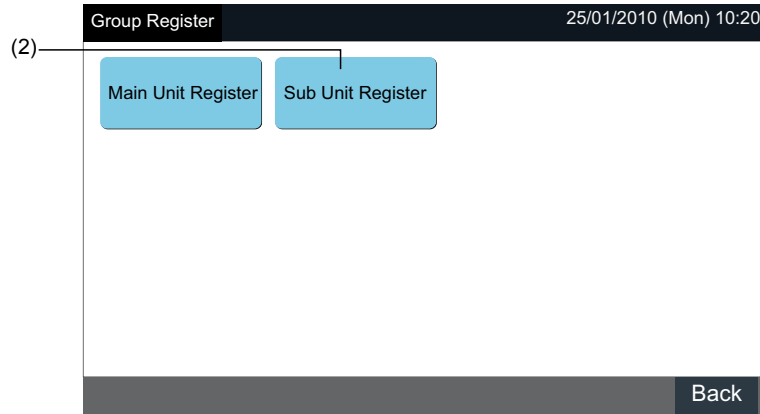 Group Register 25/01/2010 (Mon) 10:20
(2)
Main Unit Register Sub Unit Register
Back